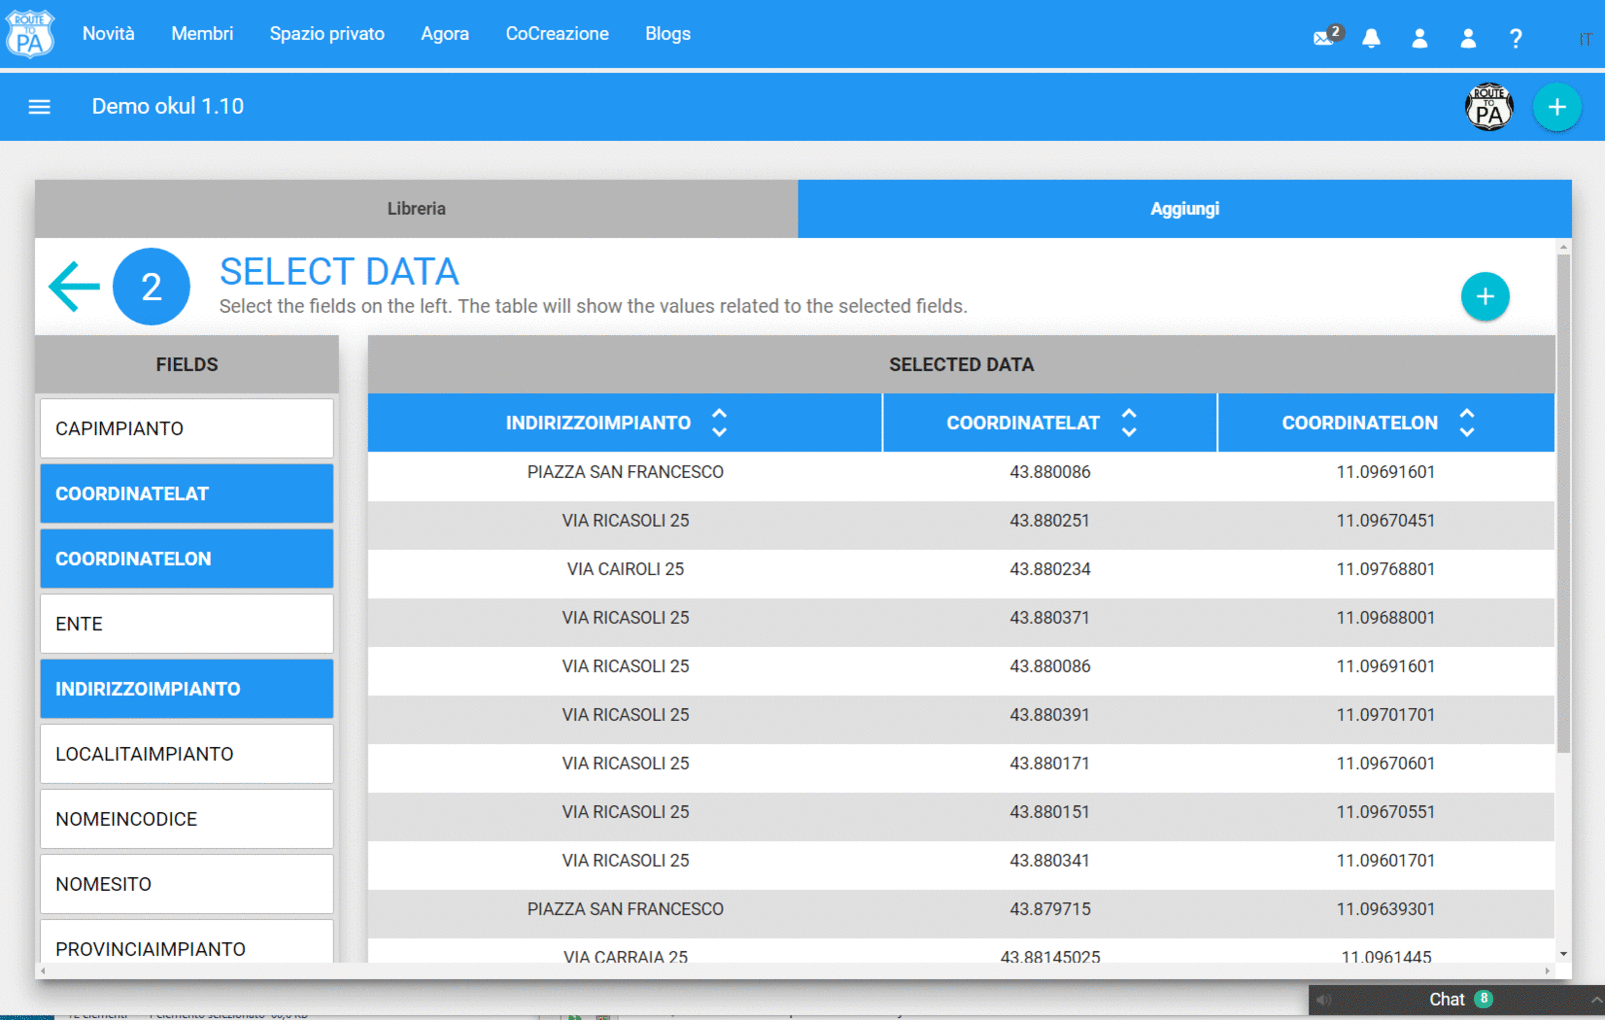 ROUTE TO PA
Novità Membri Spazio privato Agora CoCreazione Blogs 2 ? IT
Demo okul 1.10
ROUTE TO PA
+
Libreria Aggiungi
2
SELECT DATA
Select the fields on the left. The table will show the values related to the selected fields.
+
FIELDS
CAPIMPIANTO
COORDINATELAT
COORDINATELON
ENTE
INDIRIZZOIMPIANTO
LOCALITAIMPIANTO
NOMEINCODICE
NOMESITO
PROVINCIAIMPIANTO
SELECTED DATA
INDIRIZZOIMPIANTO COORDINATELAT COORDINATELON
PIAZZA SAN FRANCESCO 43.880086 11.09691601
VIA RICASOLI 25 43.880251 11.09670451
VIA CAIROLI 25 43.880234 11.09768801
VIA RICASOLI 25 43.880371 11.09688001
VIA RICASOLI 25 43.880086 11.09691601
VIA RICASOLI 25 43.880391 11.09701701
VIA RICASOLI 25 43.880171 11.09670601
VIA RICASOLI 25 43.880151 11.09670551
VIA RICASOLI 25 43.880341 11.09601701
PIAZZA SAN FRANCESCO 43.879715 11.09639301
VIA CARRAIA 25 43.88145025 11.0961445
Chat 8